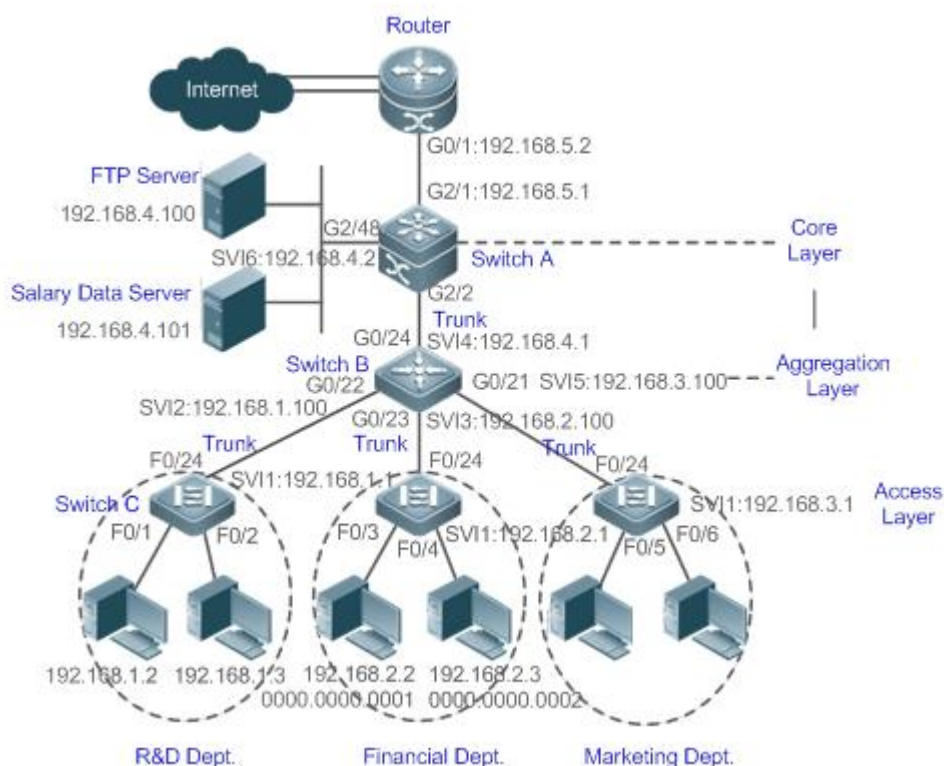 Router
Internet
G0/1:192.168.5.2
FTP Server
192.168.4.100
G2/1:192.168.5.1
G2/48
SVI6:192.168.4.2
Switch A
Core
Layer
Salary Data Server
192.168.4.101
G2/2
Trunk
G0/24
SVI4:192.168.4.1
Switch B
G0/22
G0/21
SVI5:192.168.3.100
Aggregation
Layer
SVI2:192.168.1.100
G0/23
SVI3:192.168.2.100
Trunk
Trunk
Trunk
F0/24
F0/24
F0/24
SVI1:192.168.1.1
Switch C
SVI1:192.168.3.1
Access
Layer
F0/1
F0/2
F0/3
F0/4
SVI1:192.168.2.1
F0/5
F0/6
192.168.1.2
192.168.1.3
192.168.2.2
0000.0000.0001
192.168.2.3
0000.0000.0002
R&D Dept.
Financial Dept.
Marketing Dept.